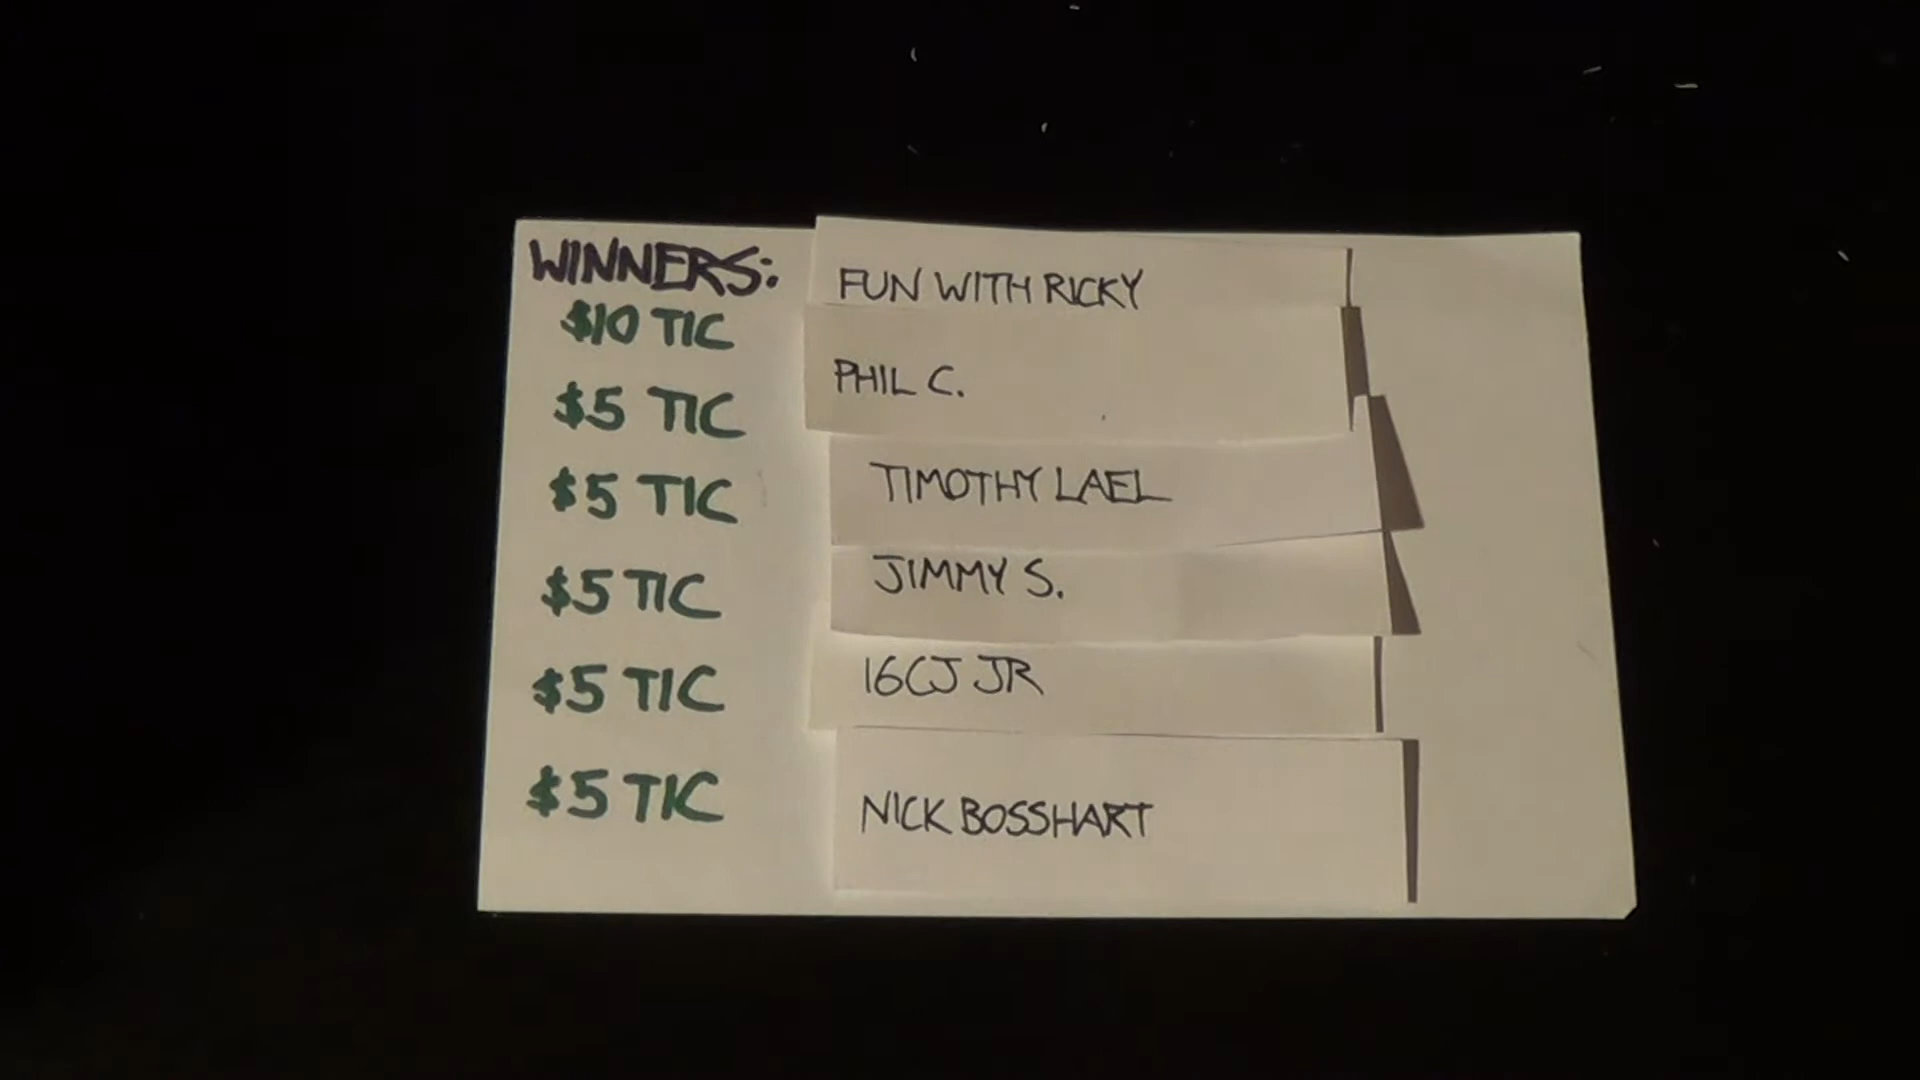 WINNERS:
$10 TIC FUN WITH RICKY
$5 TIC PHIL C.
$5 TIC TIMOTHY LAEL
$5 TIC JIMMY S.
$5 TIC 16CJ JR
$5 TIC NICK BOSSHART